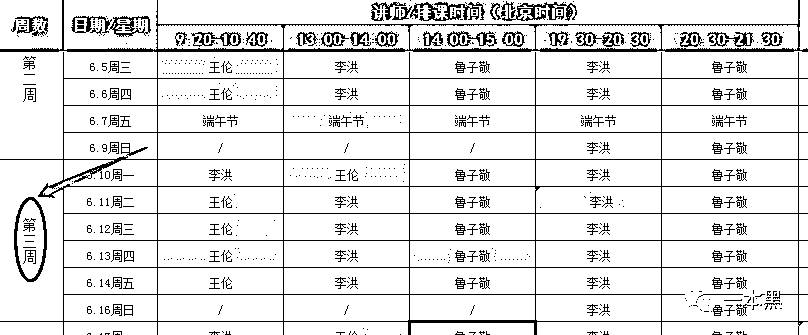 周数 日期/星期 讲师/排课时间（北京时间）
9:20-10:40 13:00-14:00 14:00-15:00 19:30-20:30 20:30-21:30
第二周
6.5周三 王伦 李洪 鲁子敬 李洪 鲁子敬
6.6周四 王伦 李洪 鲁子敬 李洪 鲁子敬
6.7周五 端午节 端午节 端午节 端午节 端午节
6.9周日 / / / 李洪 鲁子敬
第三周
6.10周一 李洪 王伦 鲁子敬 李洪 鲁子敬
6.11周二 王伦 李洪 鲁子敬 李洪 鲁子敬
6.12周三 王伦 李洪 鲁子敬 李洪 鲁子敬
6.13周四 王伦 李洪 鲁子敬 李洪 鲁子敬
6.14周五 王伦 李洪 鲁子敬 李洪 鲁子敬
6.16周日 / / / 李洪 鲁子敬
6.17周一 李洪 王伦 鲁子敬 李洪 鲁子敬
一本黑